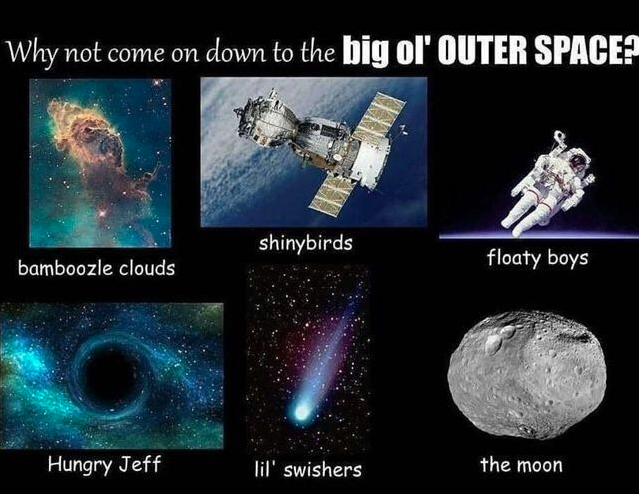 Why not come on down to the big ol' OUTER SPACE?
bamboozle clouds
shinybirds
floaty boys
Hungry Jeff
lil' swishers
the moon